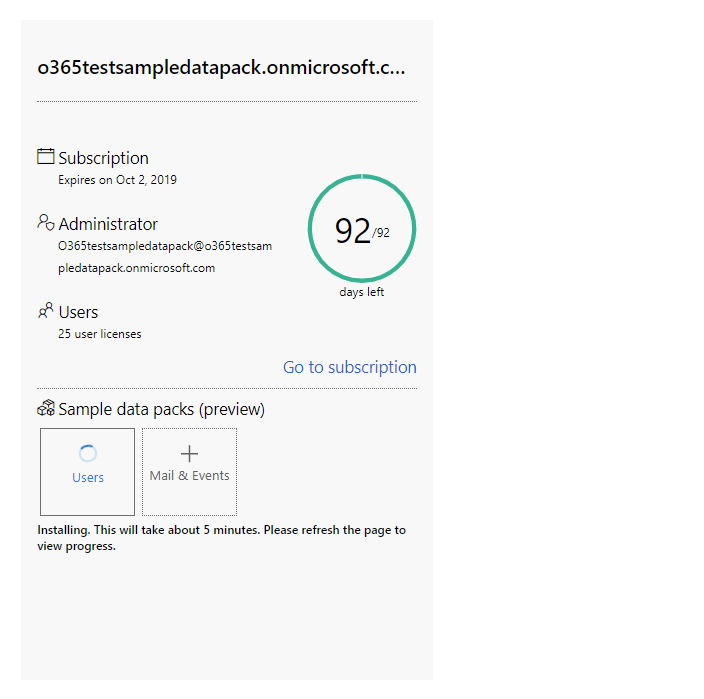 o365testsampledatapack.onmicrosoft.c...
Subscription
Expires on Oct 2, 2019
Administrator
O365testsampledatapack@o365testsam
pledatapack.onmicrosoft.com
92/92
days left
Users
25 user licenses
Go to subscription
Sample data packs (preview)
Users
Mail & Events
Installing. This will take about 5 minutes. Please refresh the page to
view progress.